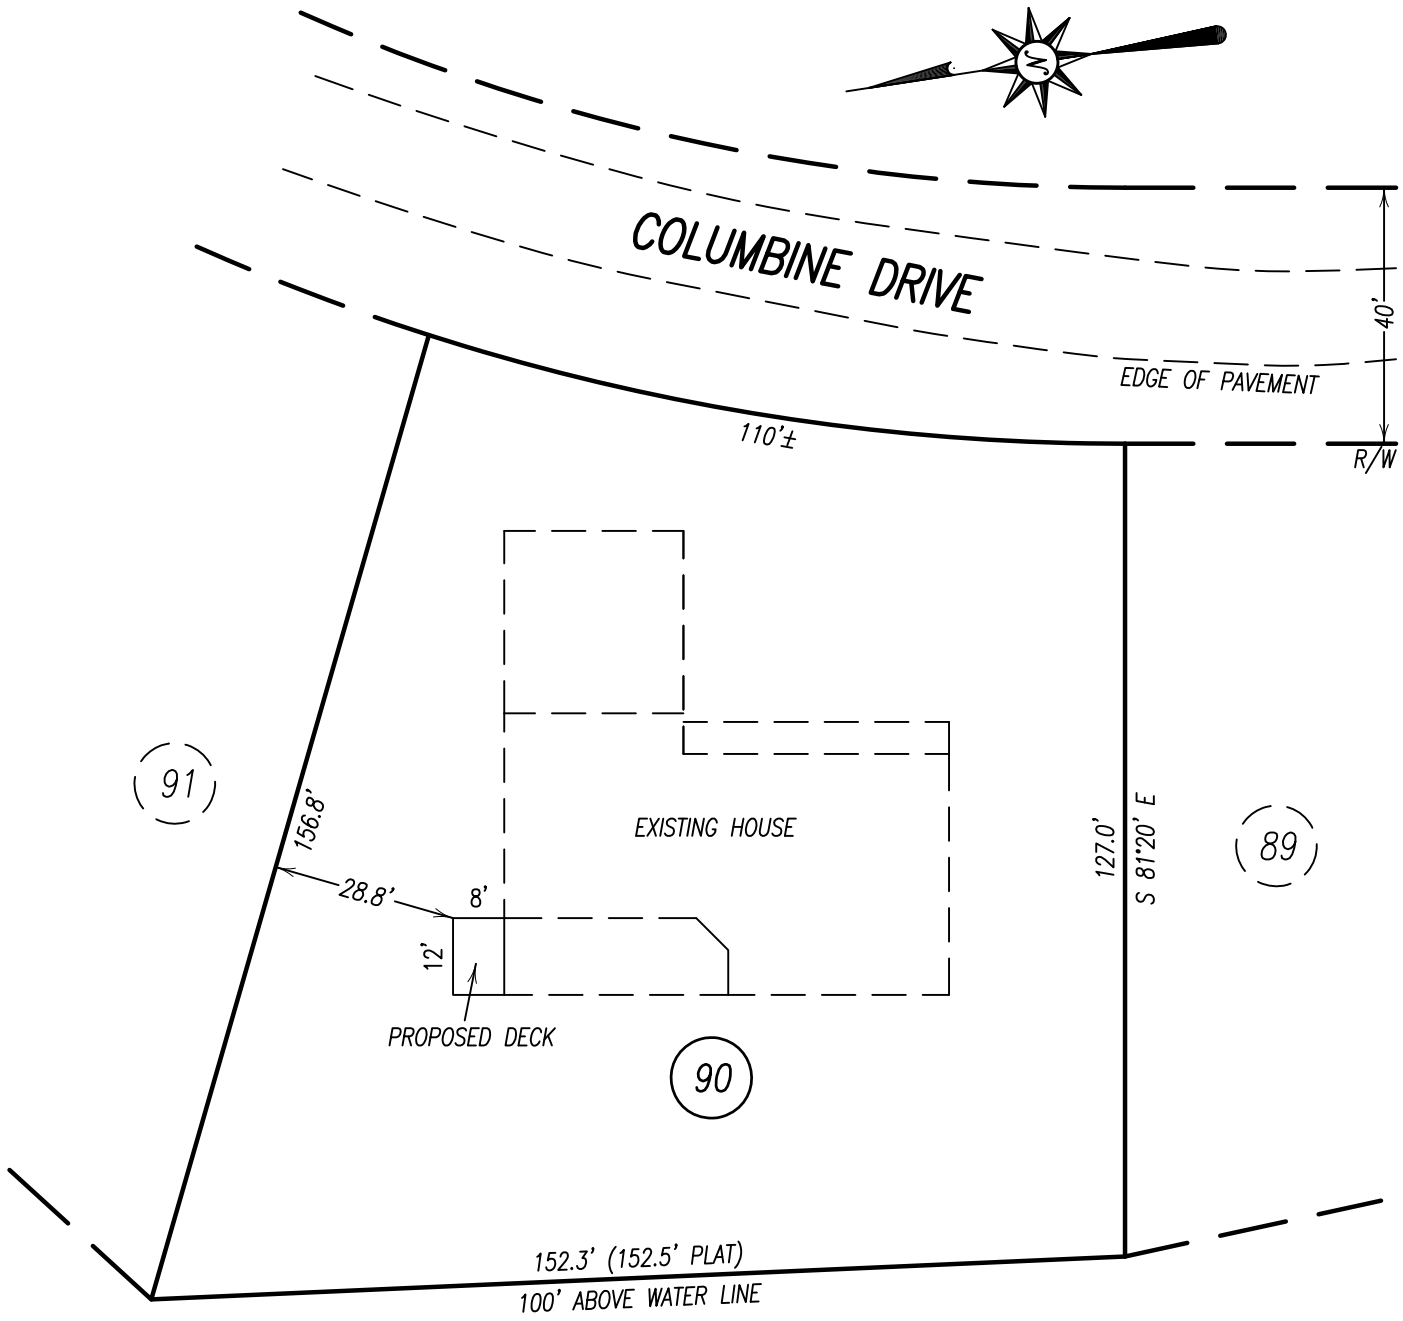 N
COLUMBINE DRIVE
40'
EDGE OF PAVEMENT
R/W
110'±
91
156.8'
EXISTING HOUSE
127.0'
S 81°20' E
89
28.8'
8'
12'
PROPOSED DECK
90
152.3' (152.5' PLAT)
100' ABOVE WATER LINE